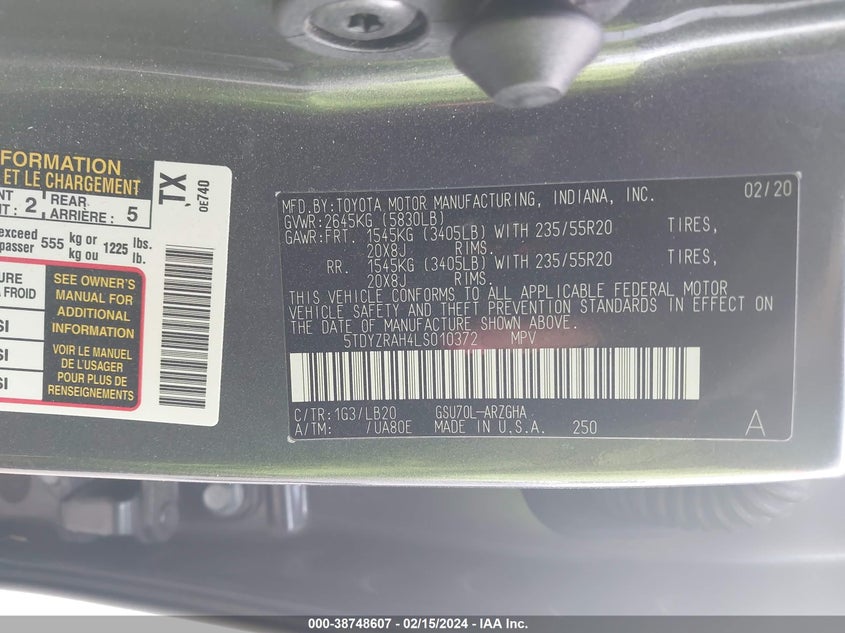 FORMATION
ET LE CHARGEMENT
NT
T: 2
REAR
ARRIÈRE: 5
exceed
passer 555 kg or
kg ou 1225 lbs.
lb.
URE
A FROID
SI
SI
SI
SEE OWNER'S
MANUAL FOR
ADDITIONAL
INFORMATION
VOIR LE MANUEL
DE L'USAGER
POUR PLUS DE
RENSEIGNEMENTS
TX
0E740
MFD.BY:TOYOTA MOTOR MANUFACTURING, INDIANA, INC. 02/20
GVWR:2645KG (5830LB)
GAWR:FRT. 1545KG (3405LB) WITH 235/55R20 TIRES,
20X8J RIMS.
RR. 1545KG (3405LB) WITH 235/55R20 TIRES,
20X8J RIMS.
THIS VEHICLE CONFORMS TO ALL APPLICABLE FEDERAL MOTOR
VEHICLE SAFETY AND THEFT PREVENTION STANDARDS IN EFFECT ON
THE DATE OF MANUFACTURE SHOWN ABOVE.
5TDYZRAH4LS010372 MPV
C/TR:1G3/LB20 GSU70L-ARZGHA
A/TM: /UA80E MADE IN U.S.A. 250 A
000-38748607 - 02/15/2024 - IAA Inc.